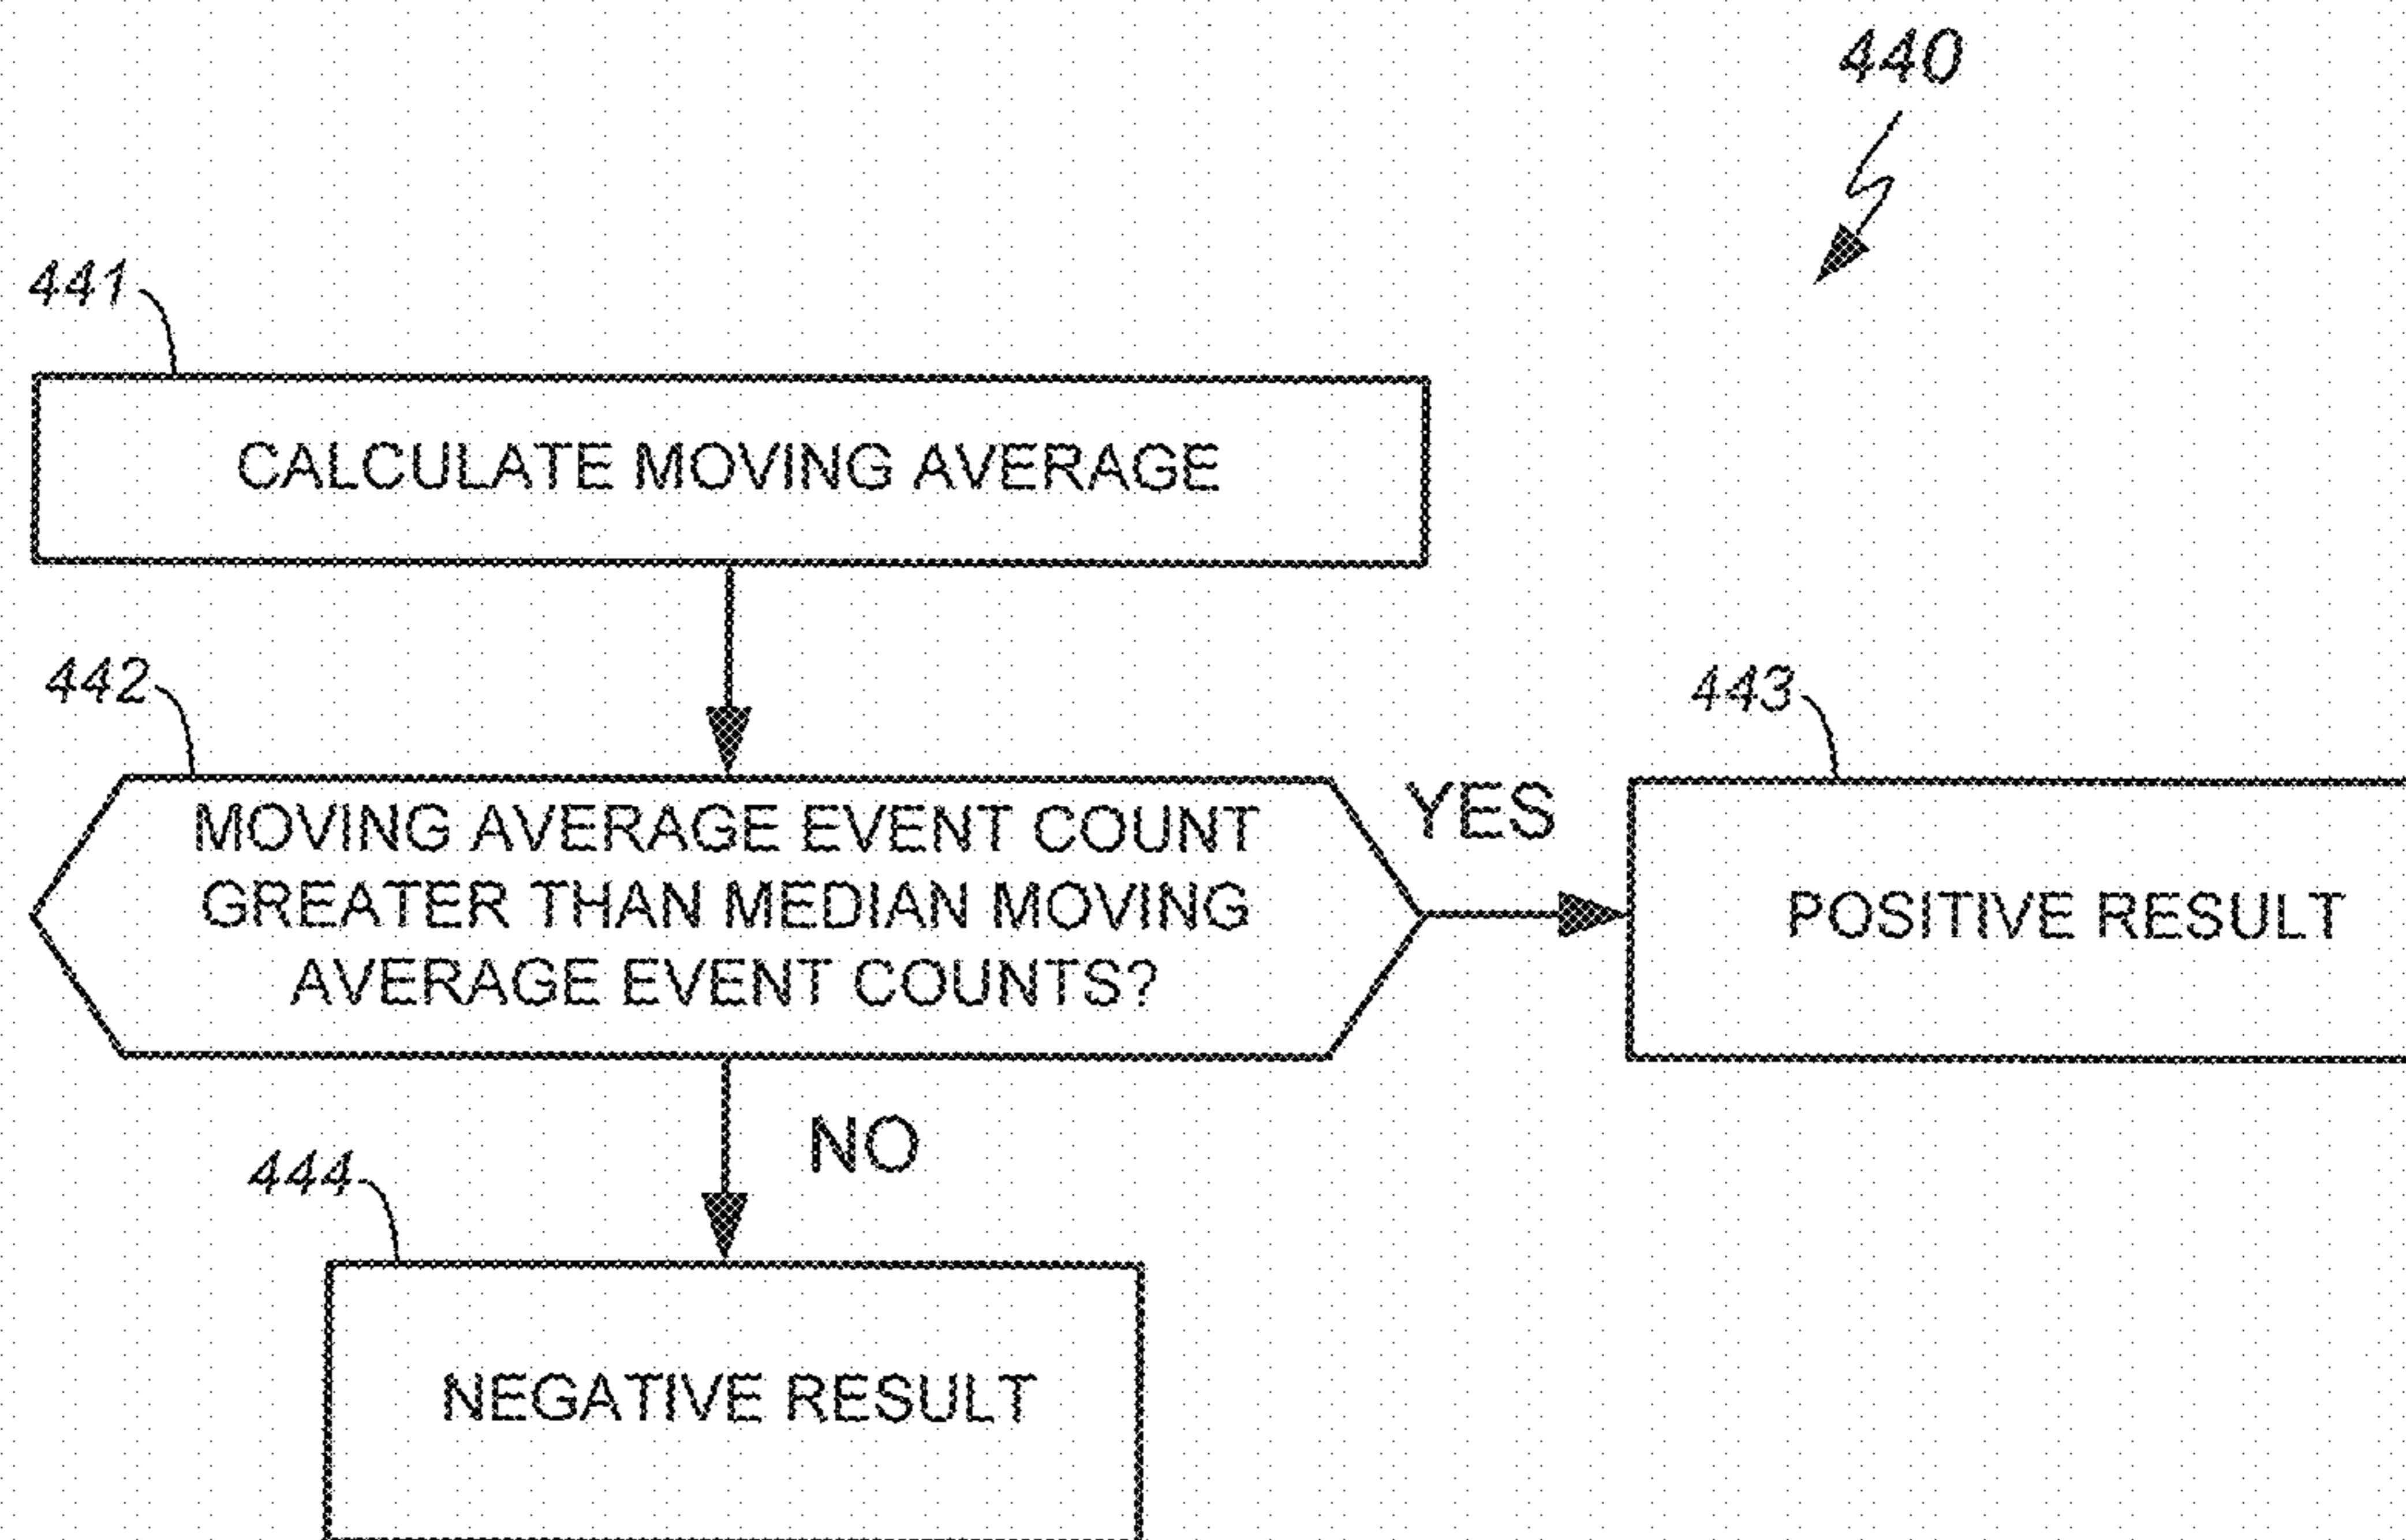 440
441
CALCULATE MOVING AVERAGE
442
MOVING AVERAGE EVENT COUNT
GREATER THAN MEDIAN MOVING
AVERAGE EVENT COUNTS?
YES
443
POSITIVE RESULT
NO
444
NEGATIVE RESULT